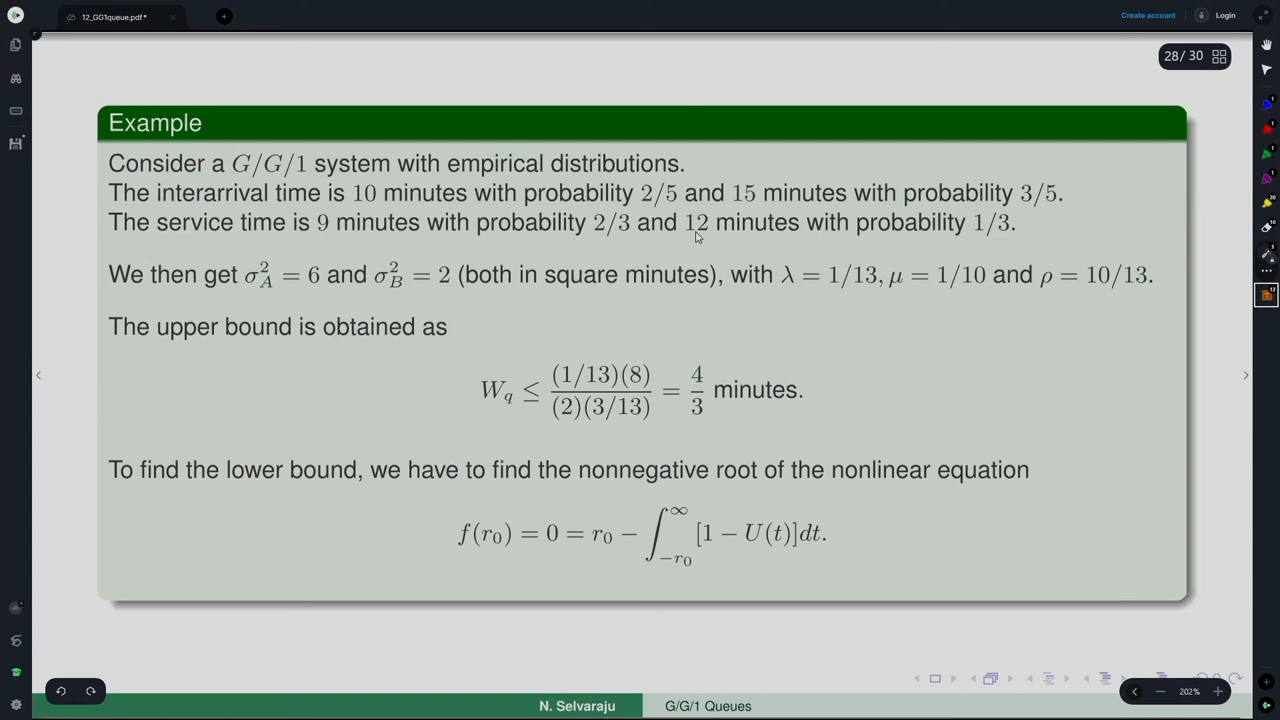 12_GG1queue.pdf*
Create account
Login
28/30
Example
Consider a G/G/1 system with empirical distributions.
The interarrival time is 10 minutes with probability 2/5 and 15 minutes with probability 3/5.
The service time is 9 minutes with probability 2/3 and 12 minutes with probability 1/3.
We then get σ_A^2 = 6 and σ_B^2 = 2 (both in square minutes), with λ = 1/13, μ = 1/10 and ρ = 10/13.
The upper bound is obtained as
W_q ≤ (1/13)(8) / (2)(3/13) = 4/3 minutes.
To find the lower bound, we have to find the nonnegative root of the nonlinear equation
f(r_0) = 0 = r_0 − ∫_{−r_0}^{∞} [1 − U(t)]dt.
202%
N. Selvaraju
G/G/1 Queues